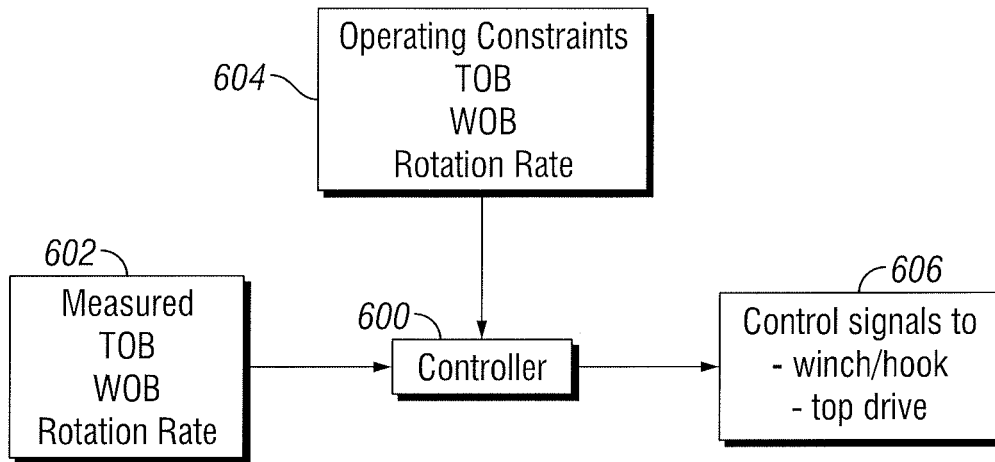 Operating Constraints
TOB
WOB
Rotation Rate
604
602
Measured
TOB
WOB
Rotation Rate
600
Controller
606
Control signals to
- winch/hook
- top drive